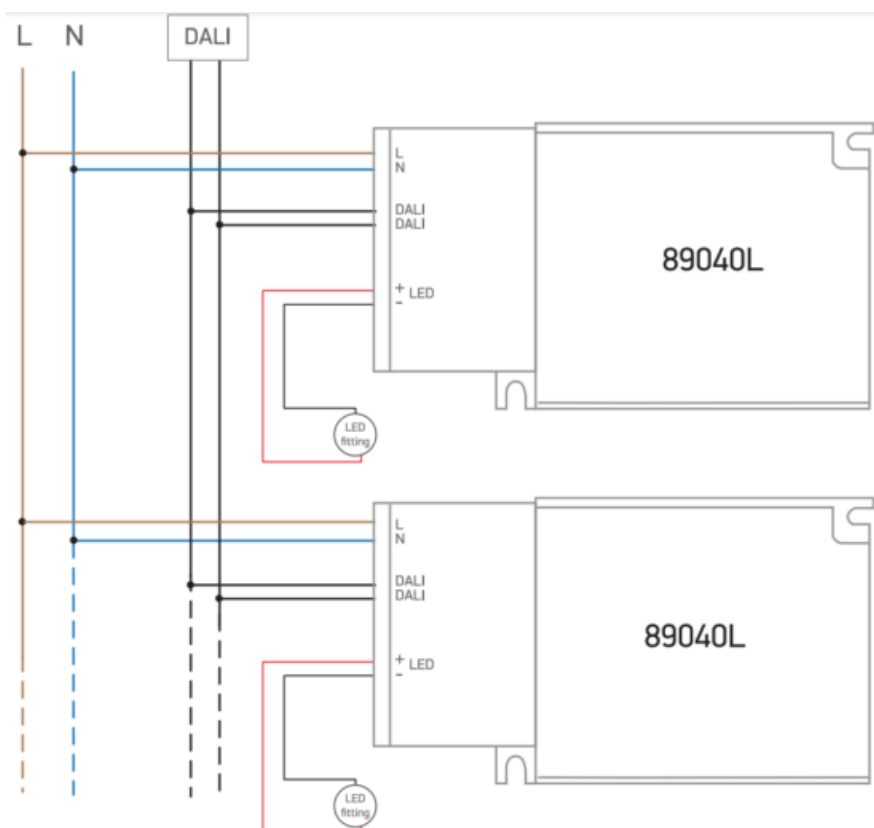 L N DALI
L
N
DALI
DALI
+ LED
-
89040L
LED
fitting
L
N
DALI
DALI
+ LED
-
89040L
LED
fitting